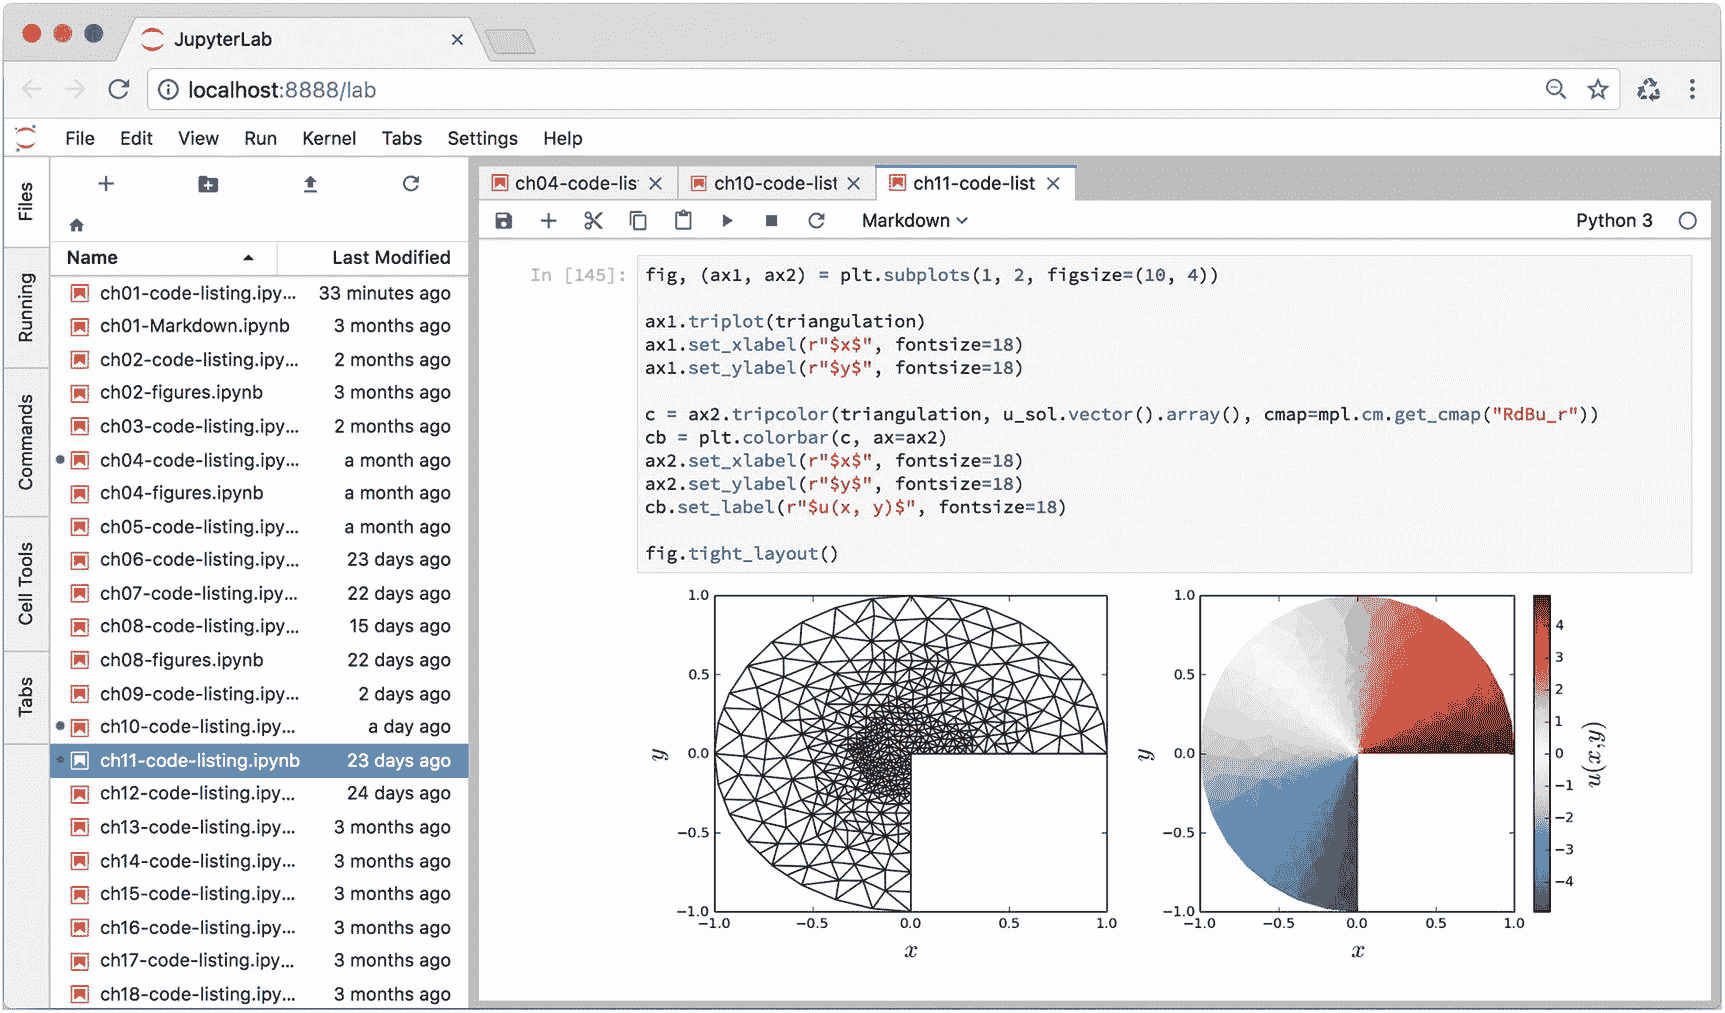 JupyterLab
localhost:8888/lab
File Edit View Run Kernel Tabs Settings Help
Files
Running
Commands
Cell Tools
Tabs
Name Last Modified
ch01-code-listing.ipy... 33 minutes ago
ch01-Markdown.ipynb 3 months ago
ch02-code-listing.ipy... 2 months ago
ch02-figures.ipynb 3 months ago
ch03-code-listing.ipy... 2 months ago
ch04-code-listing.ipy... a month ago
ch04-figures.ipynb a month ago
ch05-code-listing.ipy... a month ago
ch06-code-listing.ipy... 23 days ago
ch07-code-listing.ipy... 22 days ago
ch08-code-listing.ipy... 15 days ago
ch08-figures.ipynb 22 days ago
ch09-code-listing.ipy... 2 days ago
ch10-code-listing.ipy... a day ago
ch11-code-listing.ipynb 23 days ago
ch12-code-listing.ipy... 24 days ago
ch13-code-listing.ipy... 3 months ago
ch14-code-listing.ipy... 3 months ago
ch15-code-listing.ipy... 3 months ago
ch16-code-listing.ipy... 3 months ago
ch17-code-listing.ipy... 3 months ago
ch18-code-listing.ipy... 3 months ago
ch04-code-lis ch10-code-list ch11-code-list
Markdown Python 3
In [145]: fig, (ax1, ax2) = plt.subplots(1, 2, figsize=(10, 4))
ax1.triplot(triangulation)
ax1.set_xlabel(r"$x$", fontsize=18)
ax1.set_ylabel(r"$y$", fontsize=18)
c = ax2.tripcolor(triangulation, u_sol.vector().array(), cmap=mpl.cm.get_cmap("RdBu_r"))
cb = plt.colorbar(c, ax=ax2)
ax2.set_xlabel(r"$x$", fontsize=18)
ax2.set_ylabel(r"$y$", fontsize=18)
cb.set_label(r"$u(x, y)$", fontsize=18)
fig.tight_layout()
1.0
0.5
0.0
−0.5
−1.0
y
−1.0 −0.5 0.0 0.5 1.0
x
1.0
0.5
0.0
−0.5
−1.0
y
−1.0 −0.5 0.0 0.5 1.0
x
4
3
2
1
0
−1
−2
−3
−4
u(x,y)